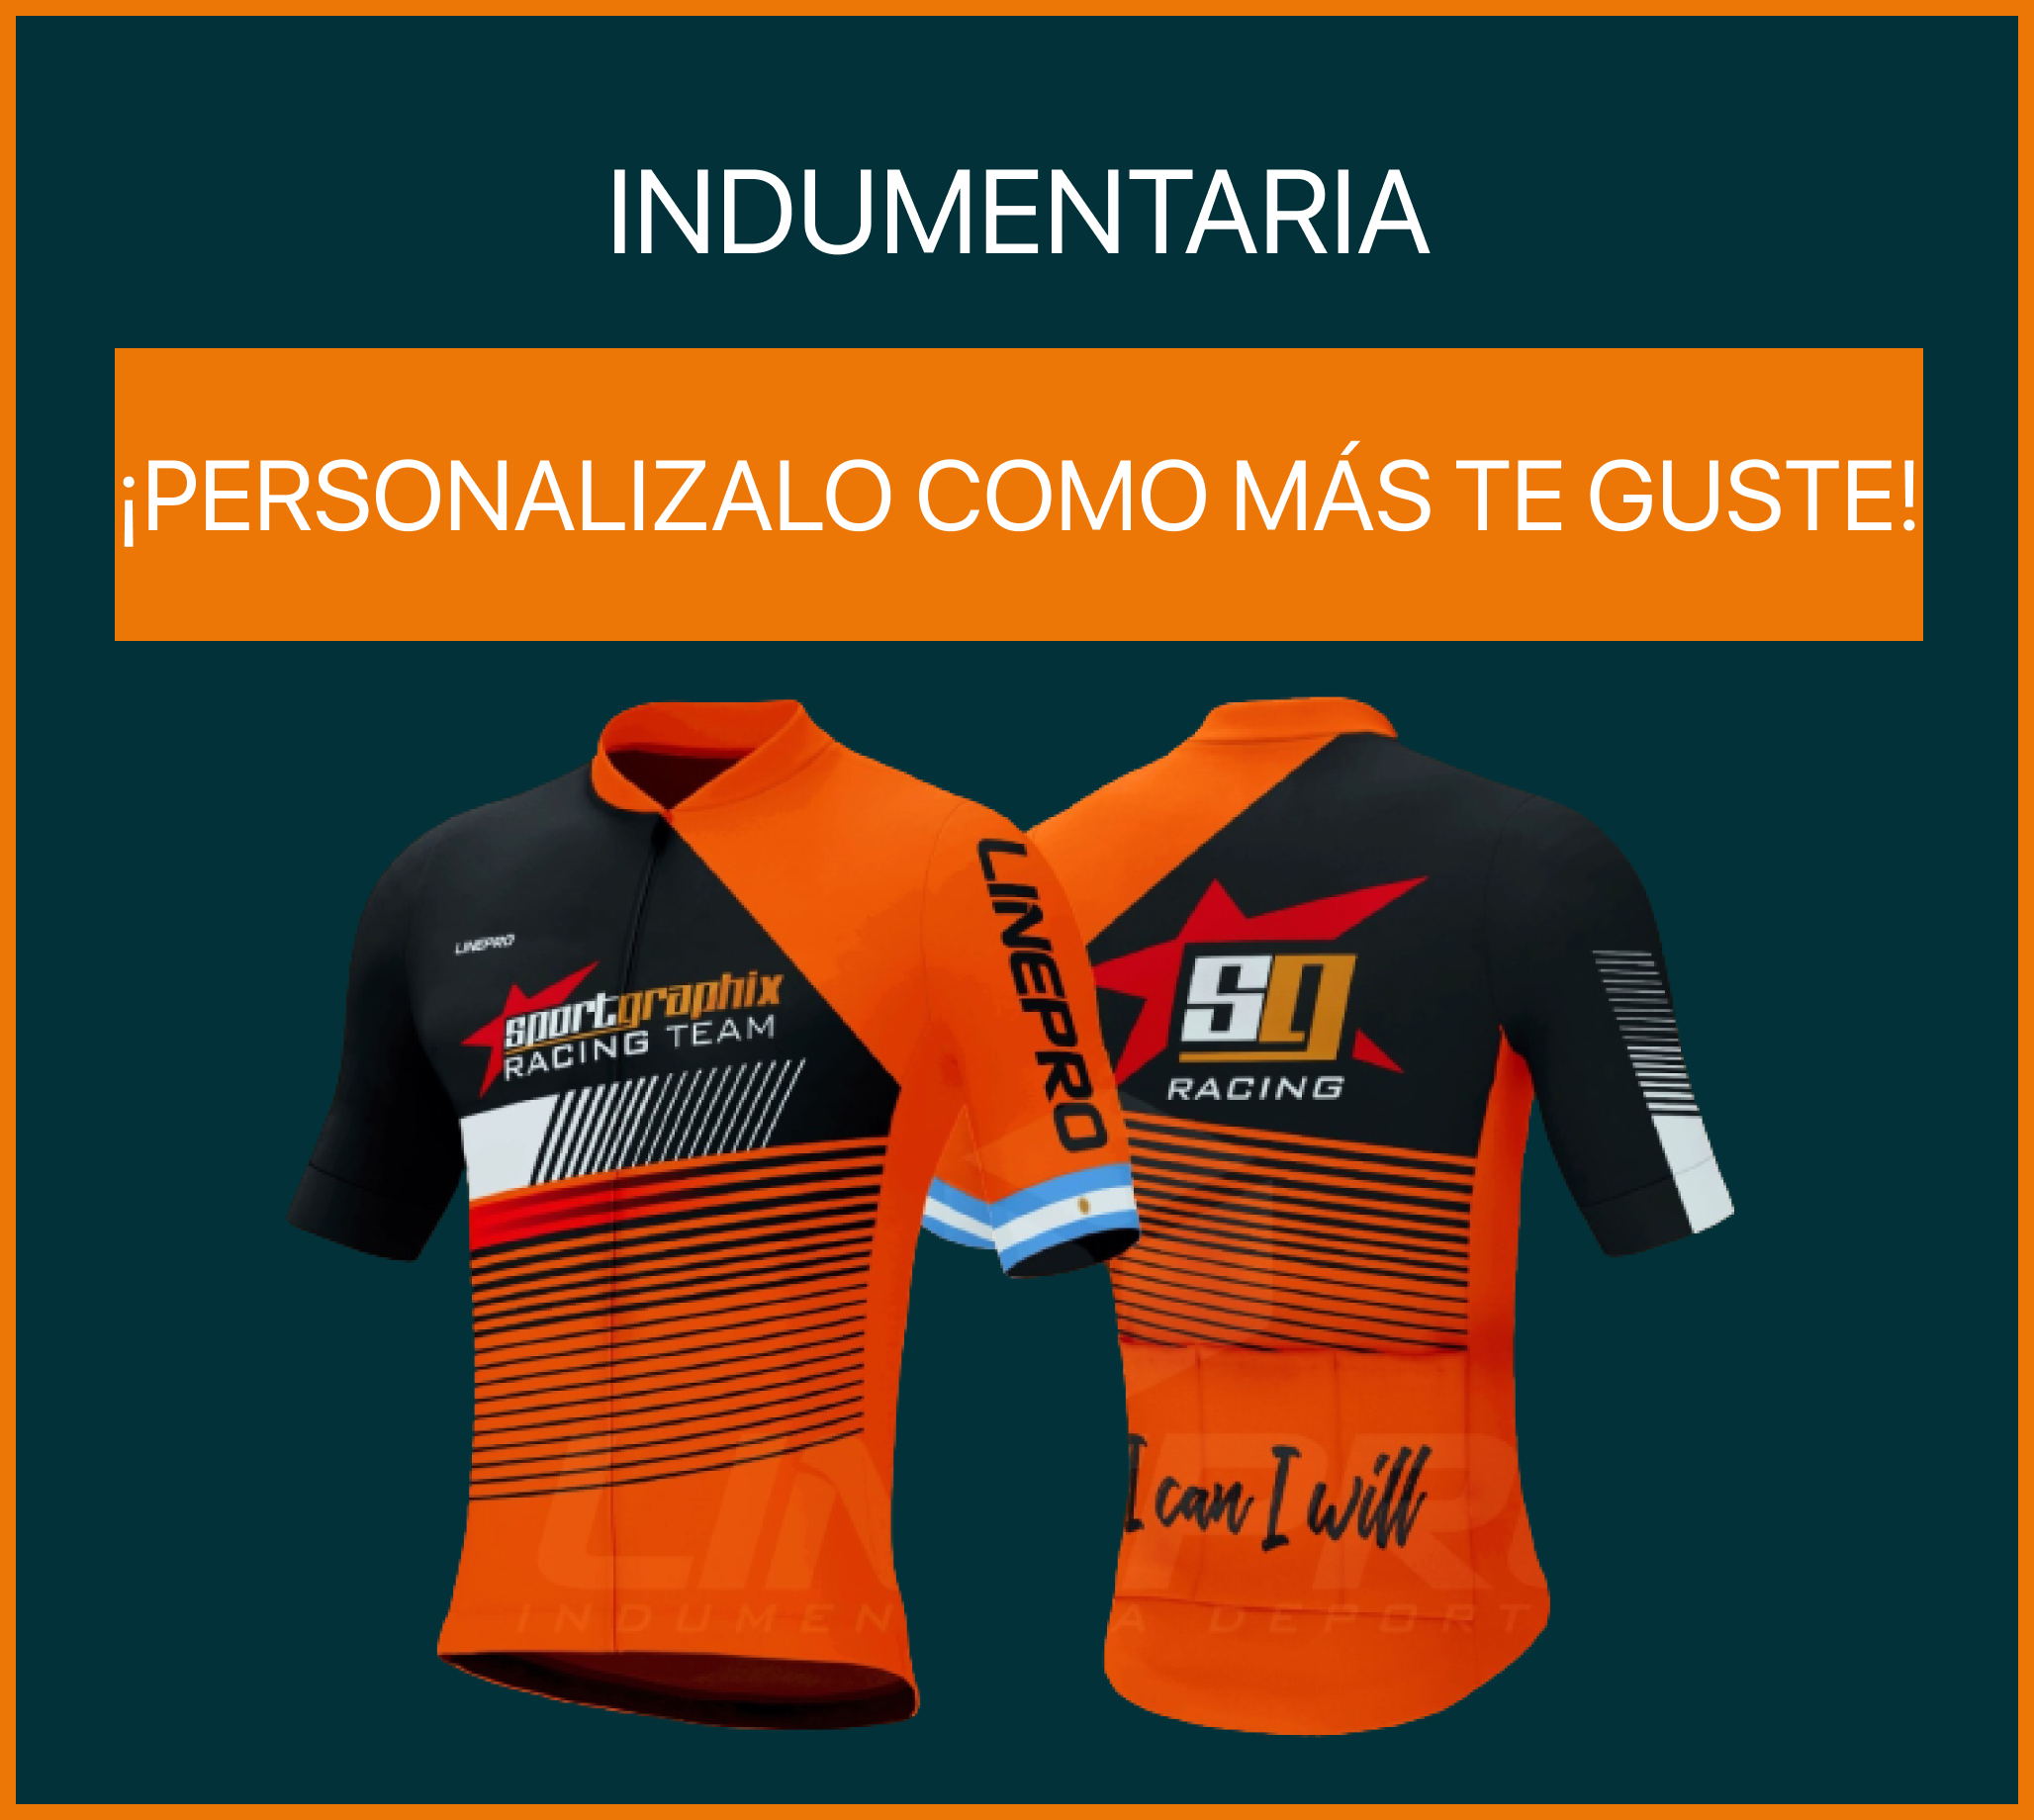 INDUMENTARIA
¡PERSONALIZALO COMO MÁS TE GUSTE!
LINEPRO
sportgraphix
RACING TEAM
LINEPRO
SG
RACING
I can I will